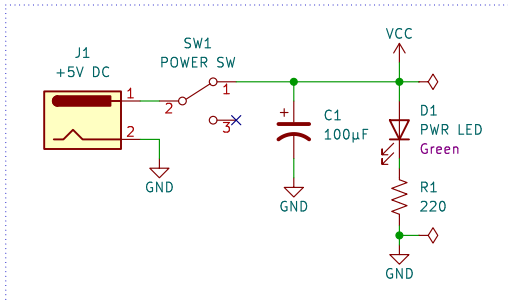 J1
+5V DC
1
2
GND
SW1
POWER SW
2
1
3
C1
100µF
GND
VCC
D1
PWR LED
Green
R1
220
GND